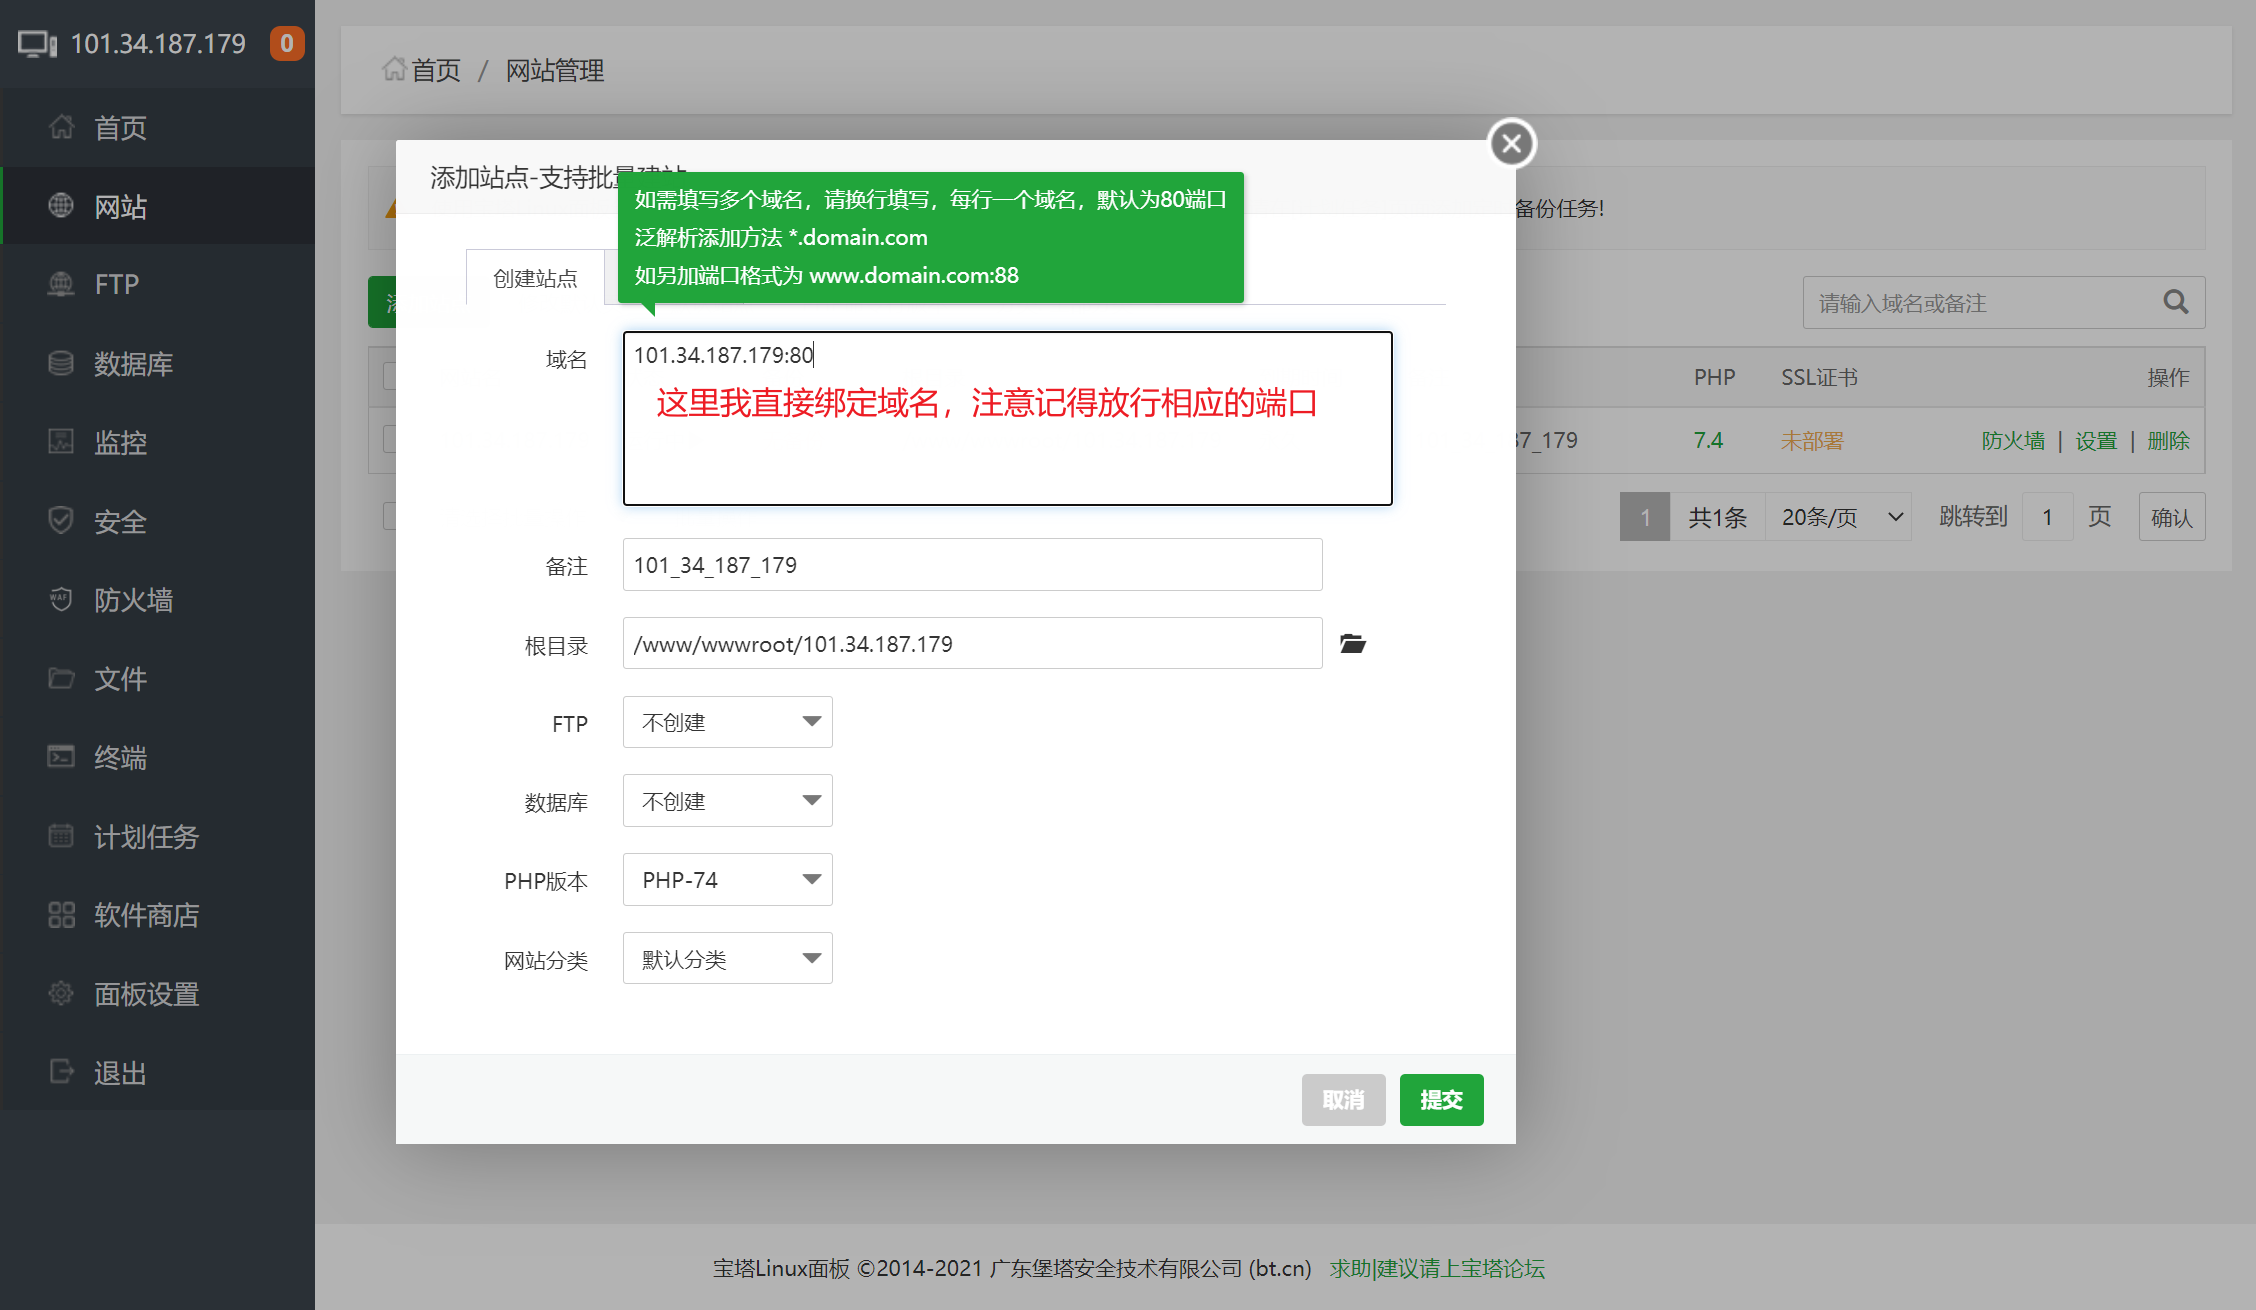 101.34.187.179 0
首页
网站
FTP
数据库
监控
安全
防火墙
文件
终端
计划任务
软件商店
面板设置
退出
首页 / 网站管理
添加站点-支持批量建站
如需填写多个域名，请换行填写，每行一个域名，默认为80端口
泛解析添加方法 *.domain.com
如另加端口格式为 www.domain.com:88
创建站点
域名
101.34.187.179:80
这里我直接绑定域名，注意记得放行相应的端口
备注
101_34_187_179
根目录
/www/wwwroot/101.34.187.179
FTP
不创建
数据库
不创建
PHP版本
PHP-74
网站分类
默认分类
取消 提交
备份任务!
请输入域名或备注
PHP SSL证书 操作
7_179 7.4 未部署 防火墙 | 设置 | 删除
1 共1条 20条/页 跳转到 1 页 确认
宝塔Linux面板 ©2014-2021 广东堡塔安全技术有限公司 (bt.cn) 求助|建议请上宝塔论坛